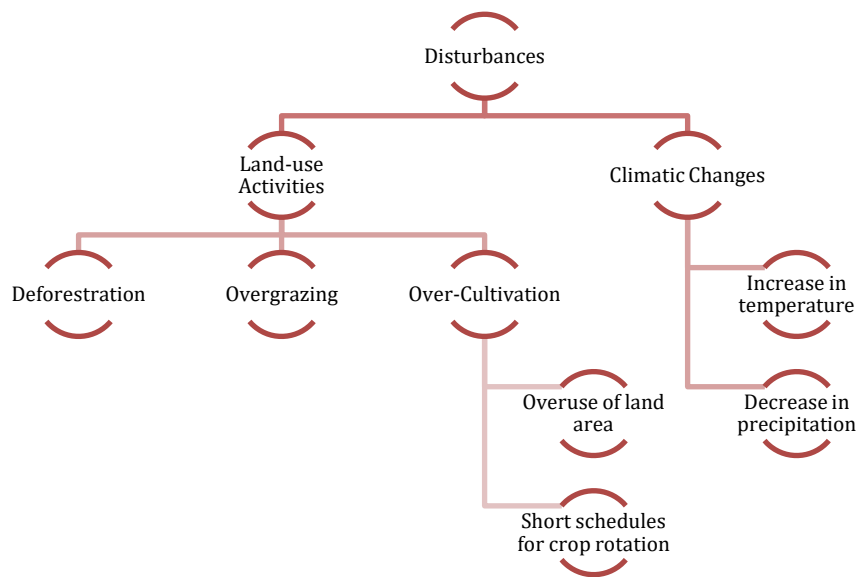 Disturbances
Land-use
Activities
Climatic Changes
Deforestration
Overgrazing
Over-Cultivation
Increase in
temperature
Overuse of land
area
Decrease in
precipitation
Short schedules
for crop rotation